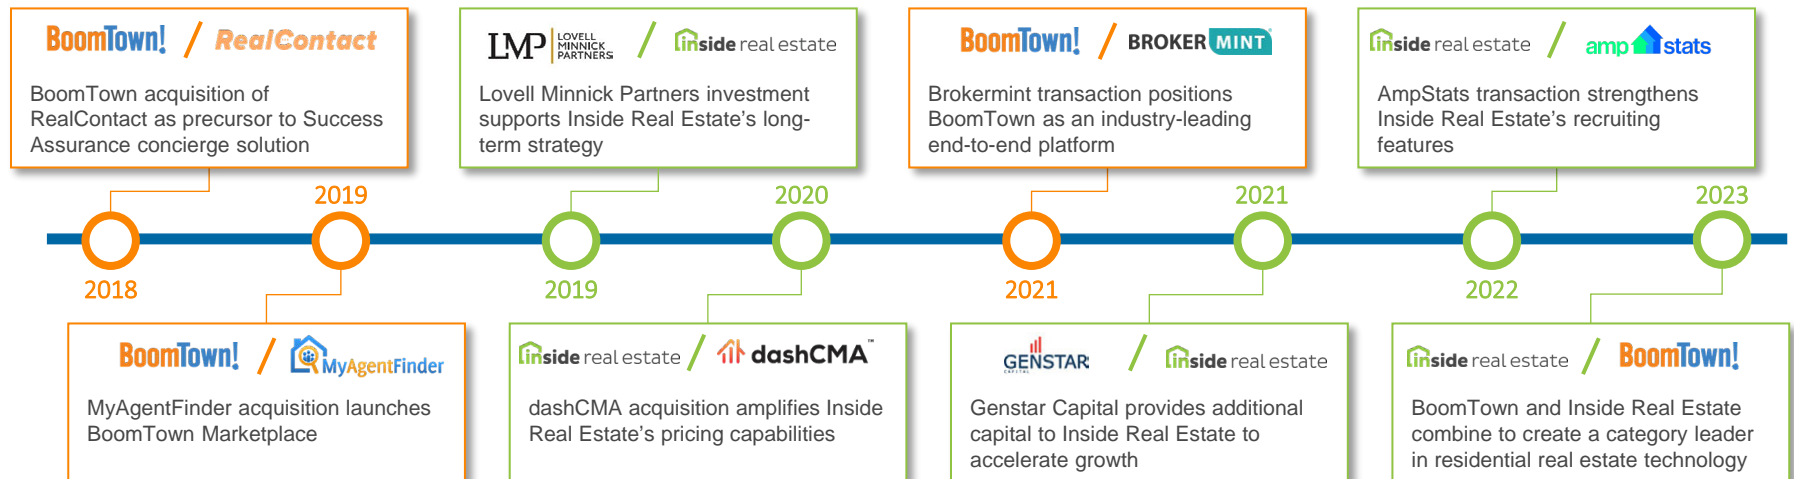 BoomTown! / RealContact
BoomTown acquisition of
RealContact as precursor to Success
Assurance concierge solution
LMP LOVELL
MINNICK
PARTNERS / inside real estate
Lovell Minnick Partners investment
supports Inside Real Estate's long-
term strategy
BoomTown! / BROKER MINT
Brokermint transaction positions
BoomTown as an industry-leading
end-to-end platform
inside real estate / amp stats
AmpStats transaction strengthens
Inside Real Estate's recruiting
features
2019
2020
2021
2023
2018
2019
2021
2022
BoomTown! / MyAgentFinder
MyAgentFinder acquisition launches
BoomTown Marketplace
inside real estate / dashCMA™
dashCMA acquisition amplifies Inside
Real Estate's pricing capabilities
GENSTAR
CAPITAL / inside real estate
Genstar Capital provides additional
capital to Inside Real Estate to
accelerate growth
inside real estate / BoomTown!
BoomTown and Inside Real Estate
combine to create a category leader
in residential real estate technology